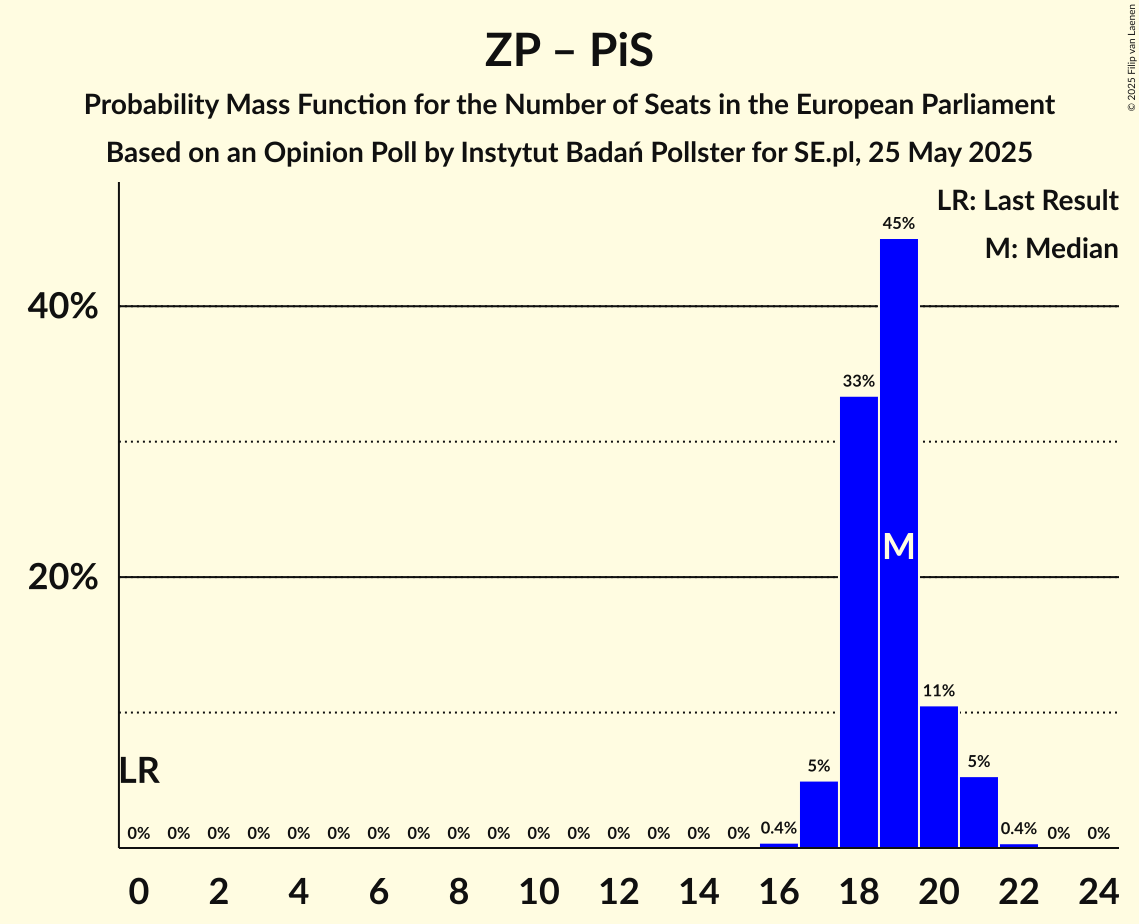 ZP – PiS
Probability Mass Function for the Number of Seats in the European Parliament
Based on an Opinion Poll by Instytut Badań Pollster for SE.pl, 25 May 2025
© 2025 Filip van Laenen
LR: Last Result
M: Median
45%
40%
33%
M
20%
11%
LR
5%
5%
0% 0% 0% 0% 0% 0% 0% 0% 0% 0% 0% 0% 0% 0% 0% 0% 0.4% 0.4% 0% 0%
0 2 4 6 8 10 12 14 16 18 20 22 24